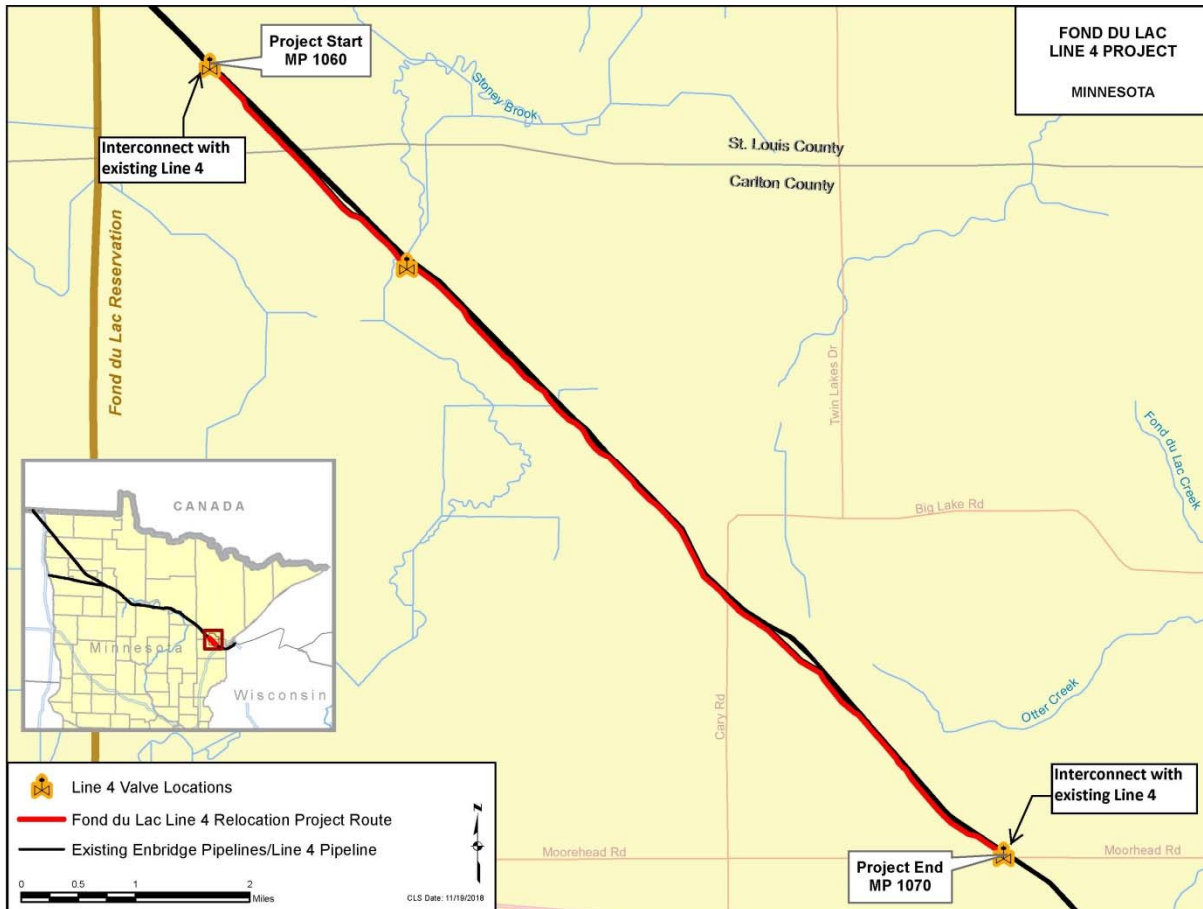 FOND DU LAC
LINE 4 PROJECT
MINNESOTA
Project Start
MP 1060
Stoney Brook
Interconnect with
existing Line 4
St. Louis County
Carlton County
Fond du Lac Reservation
Twin Lakes Dr
Fond du Lac Creek
Big Lake Rd
CANADA
Minnesota
Wisconsin
Cary Rd
Otter Creek
Interconnect with
existing Line 4
Moorehead Rd
Moorhead Rd
Project End
MP 1070
Line 4 Valve Locations
Fond du Lac Line 4 Relocation Project Route
Existing Enbridge Pipelines/Line 4 Pipeline
N
0 0.5 1 2
Miles
CLS Date: 11/19/2018